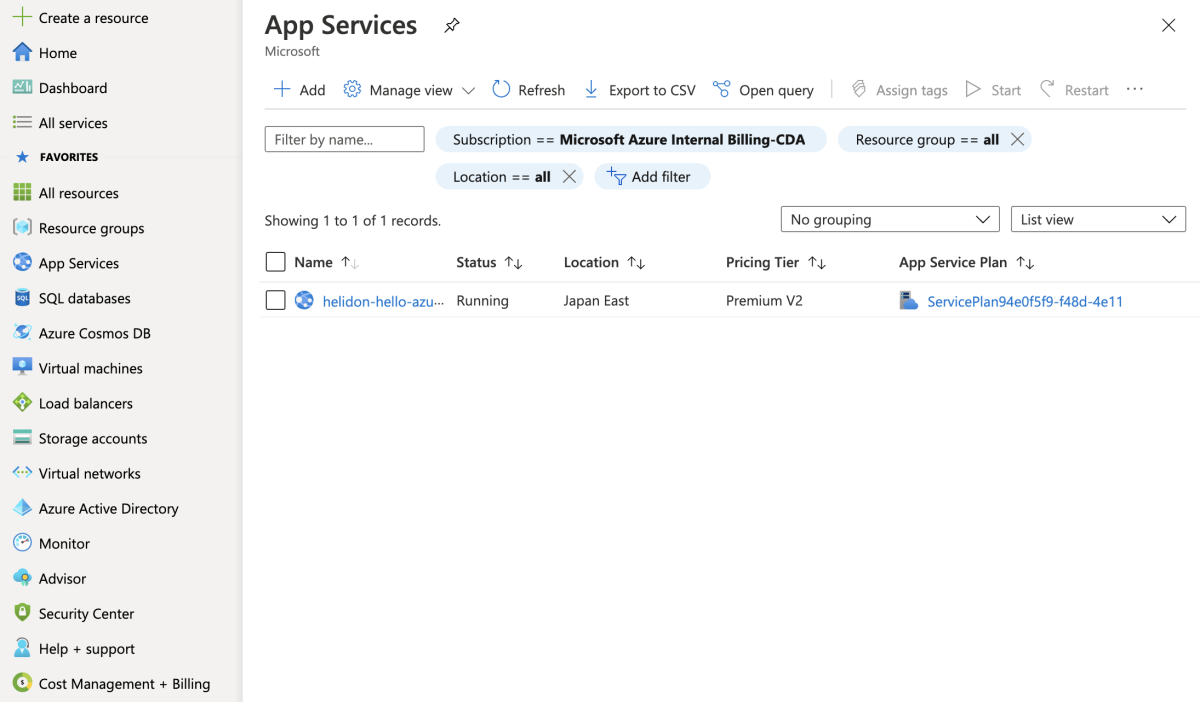 Create a resource
Home
Dashboard
All services
FAVORITES
All resources
Resource groups
App Services
SQL databases
Azure Cosmos DB
Virtual machines
Load balancers
Storage accounts
Virtual networks
Azure Active Directory
Monitor
Advisor
Security Center
Help + support
Cost Management + Billing
App Services
Microsoft
Add Manage view Refresh Export to CSV Open query Assign tags Start Restart ...
Filter by name... Subscription == Microsoft Azure Internal Billing-CDA Resource group == all
Location == all Add filter
Showing 1 to 1 of 1 records. No grouping List view
Name Status Location Pricing Tier App Service Plan
helidon-hello-azu... Running Japan East Premium V2 ServicePlan94e0f5f9-f48d-4e11